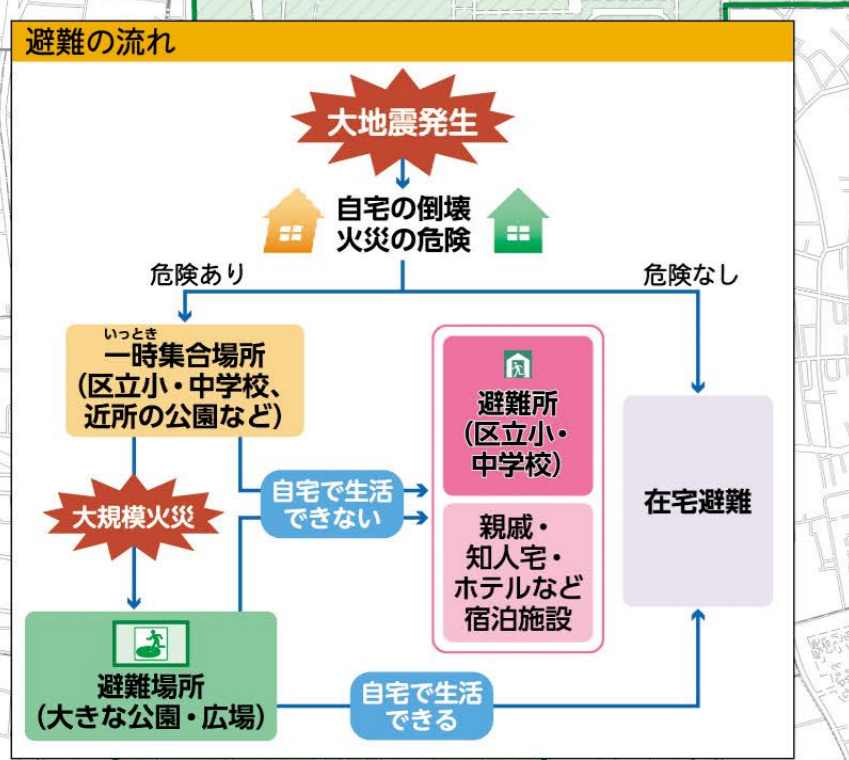 避難の流れ
大地震発生
自宅の倒壊
火災の危険
危険あり
危険なし
いっとき
一時集合場所
(区立小・中学校、
近所の公園など)
避難所
(区立小・
中学校)
自宅で生活
できない
在宅避難
大規模火災
親戚・
知人宅・
ホテルなど
宿泊施設
避難場所
(大きな公園・広場)
自宅で生活
できる